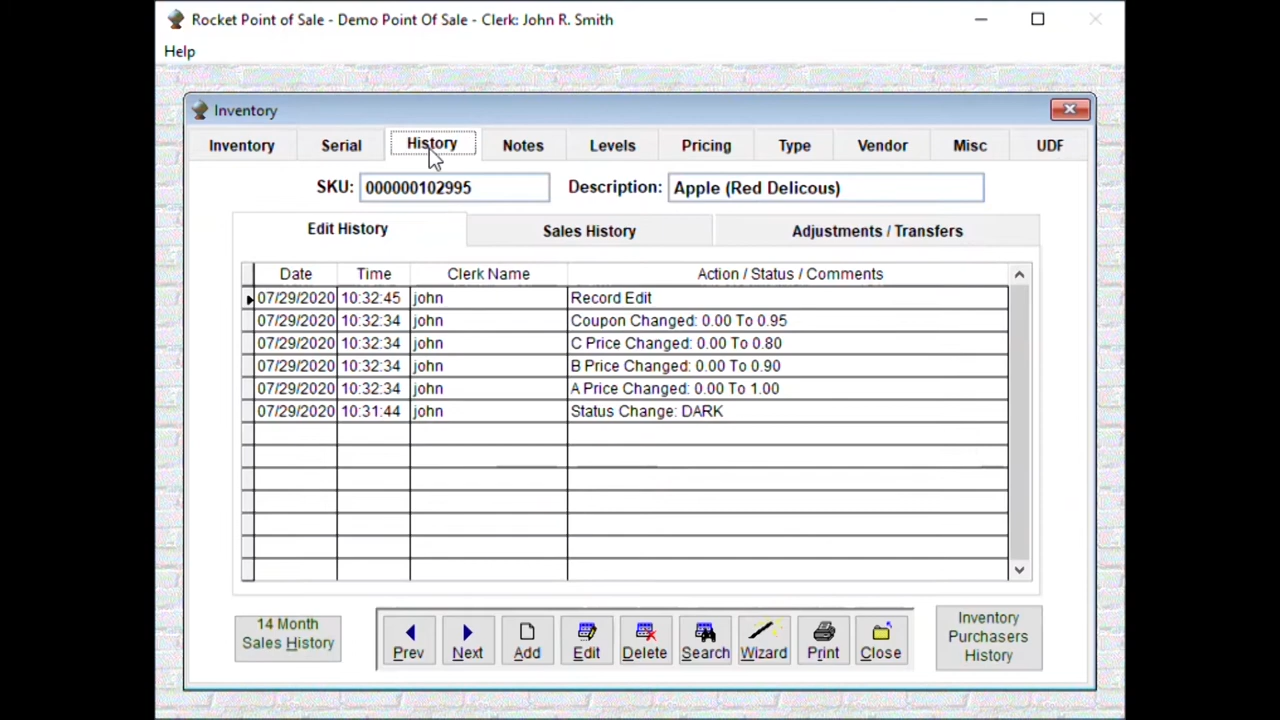 Rocket Point of Sale - Demo Point Of Sale - Clerk: John R. Smith
Help
Inventory
Inventory Serial History Notes Levels Pricing Type Vendor Misc UDF
SKU: 000000102995 Description: Apple (Red Delicous)
Edit History Sales History Adjustments / Transfers
Date Time Clerk Name Action / Status / Comments
07/29/2020 10:32:45 john Record Edit
07/29/2020 10:32:34 john Coupon Changed: 0.00 To 0.95
07/29/2020 10:32:34 john C Price Changed: 0.00 To 0.80
07/29/2020 10:32:34 john B Price Changed: 0.00 To 0.90
07/29/2020 10:32:34 john A Price Changed: 0.00 To 1.00
07/29/2020 10:31:44 john Status Change: DARK
14 Month
Sales History
Prev Next Add Edit Delete Search Wizard Print Close
Inventory
Purchasers
History